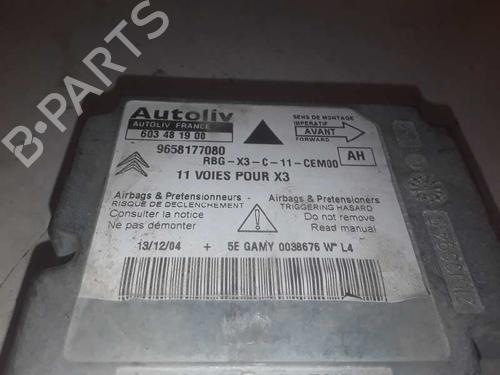 B-PARTS
Autoliv
AUTOLIV FRANCE
603 48 19 00
SENS DE MONTAGE
IMPERATIF
AVANT
FORWARD
9658177080
RBG-X3-C-11-CEM00
AH
11 VOIES POUR X3
Airbags & Pretensionneurs -
RISQUE DE DECLENCHEMENT
Consulter la notice
Ne pas démonter
Airbags & Pretensioners
TRIGGERING HASARD
Do not remove
Read manual
13/12/04 + 5E GAMY 0038676 W* L4